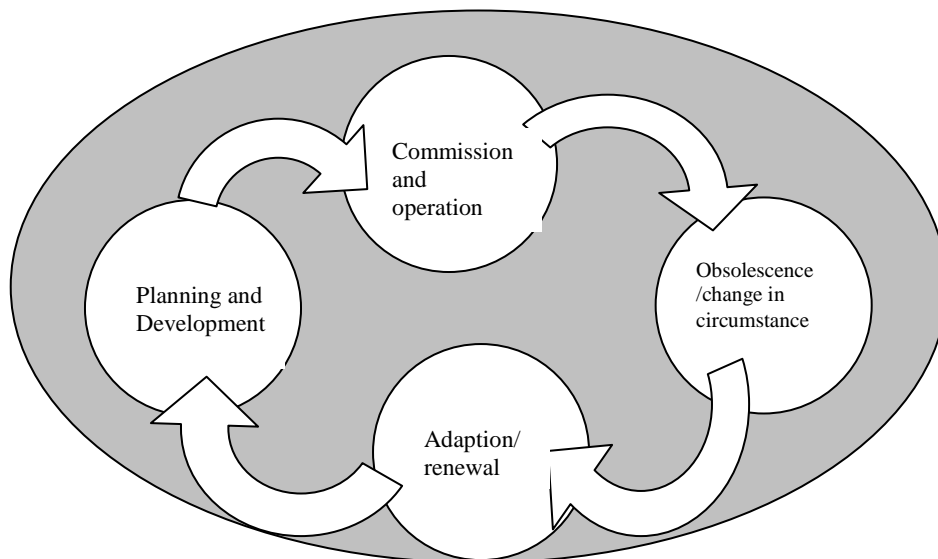 Commission
and
operation
Planning and
Development
Obsolescence
/change in
circumstance
Adaption/
renewal